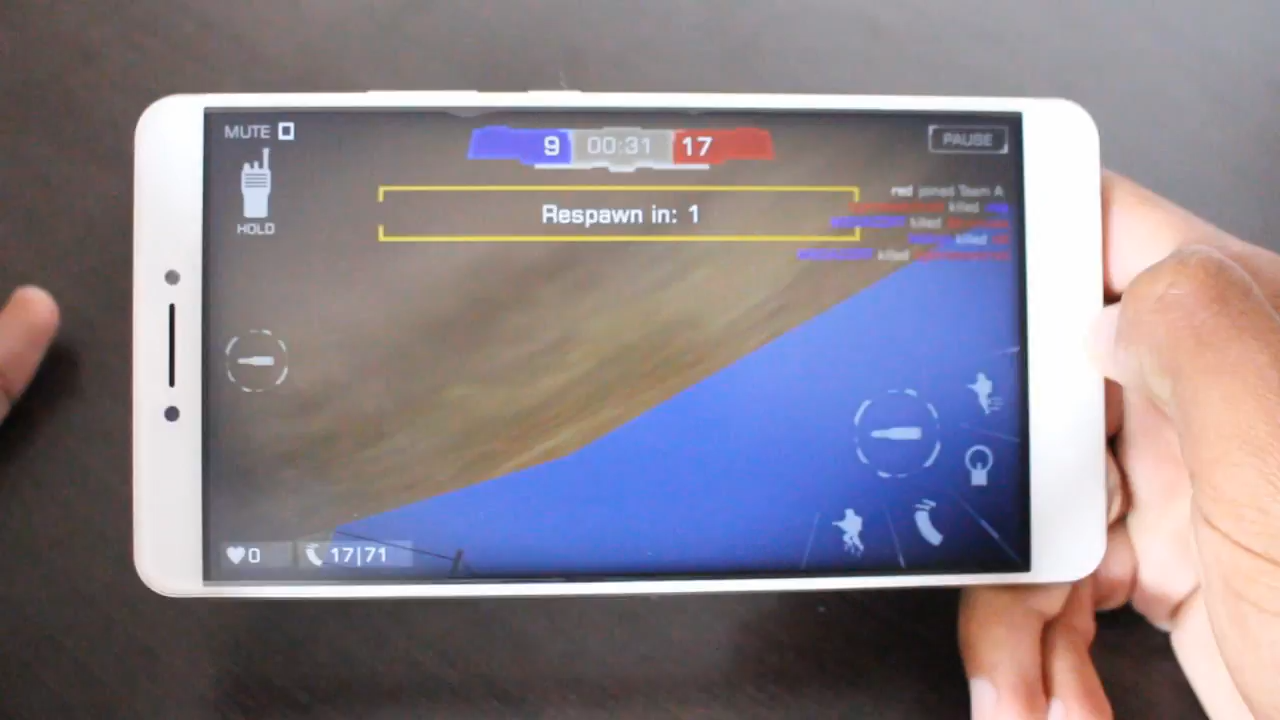 MUTE
9 00:31 17
PAUSE
HOLD
Respawn in: 1
red joined Team A
killed
killed
killed
killed
0 17|71